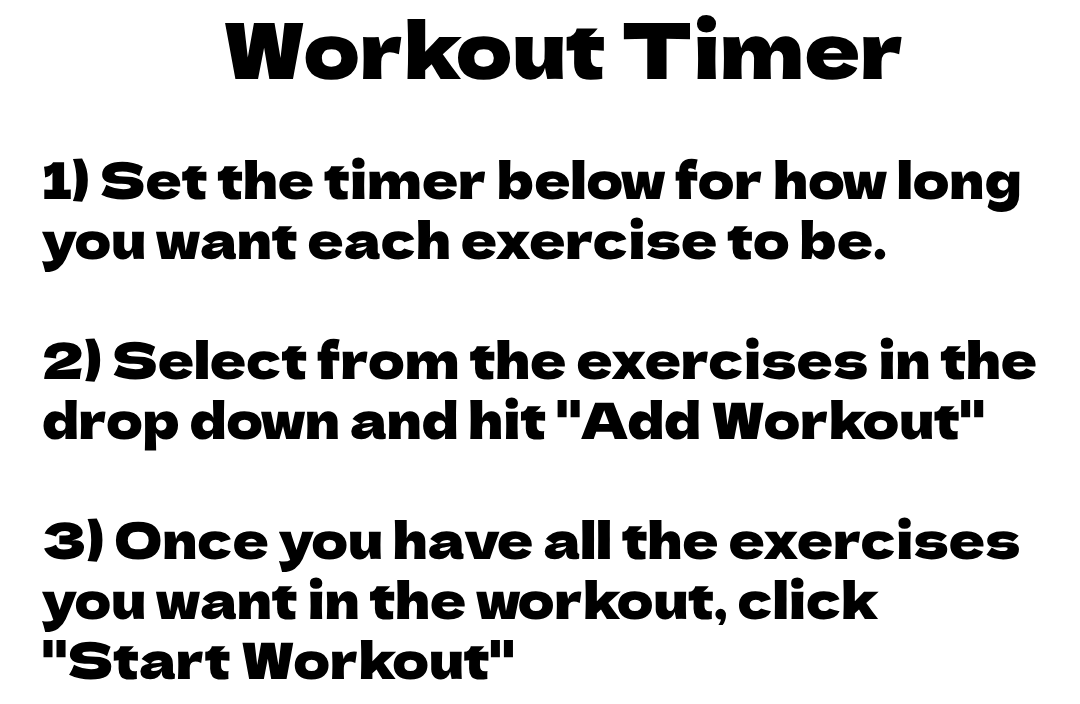 Workout Timer
1) Set the timer below for how long
you want each exercise to be.
2) Select from the exercises in the
drop down and hit "Add Workout"
3) Once you have all the exercises
you want in the workout, click
"Start Workout"